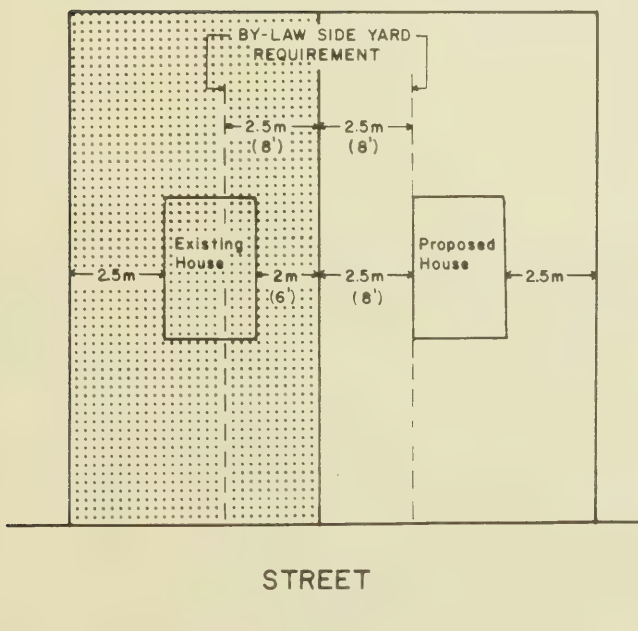 BY-LAW SIDE YARD
REQUIREMENT
2.5m
(8')
2.5m
(8')
Existing
House
Proposed
House
2.5m
2m
(6')
2.5m
(8')
2.5m
STREET